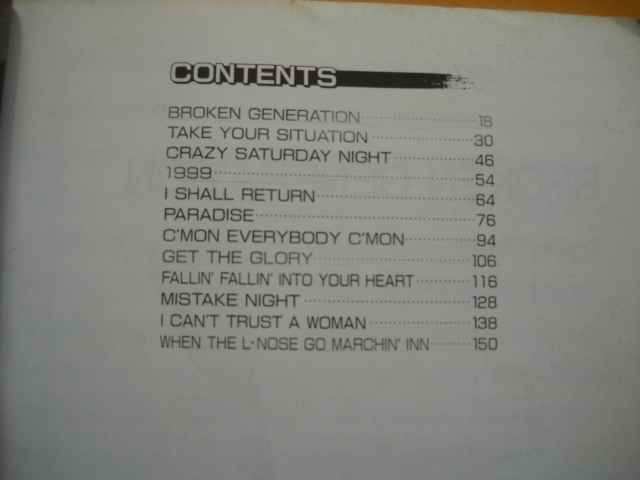 CONTENTS
BROKEN GENERATION 18
TAKE YOUR SITUATION 30
CRAZY SATURDAY NIGHT 46
1999 54
I SHALL RETURN 64
PARADISE 76
C'MON EVERYBODY C'MON 94
GET THE GLORY 106
FALLIN' FALLIN' INTO YOUR HEART 116
MISTAKE NIGHT 128
I CAN'T TRUST A WOMAN 138
WHEN THE L·NOSE GO MARCHIN' INN 150